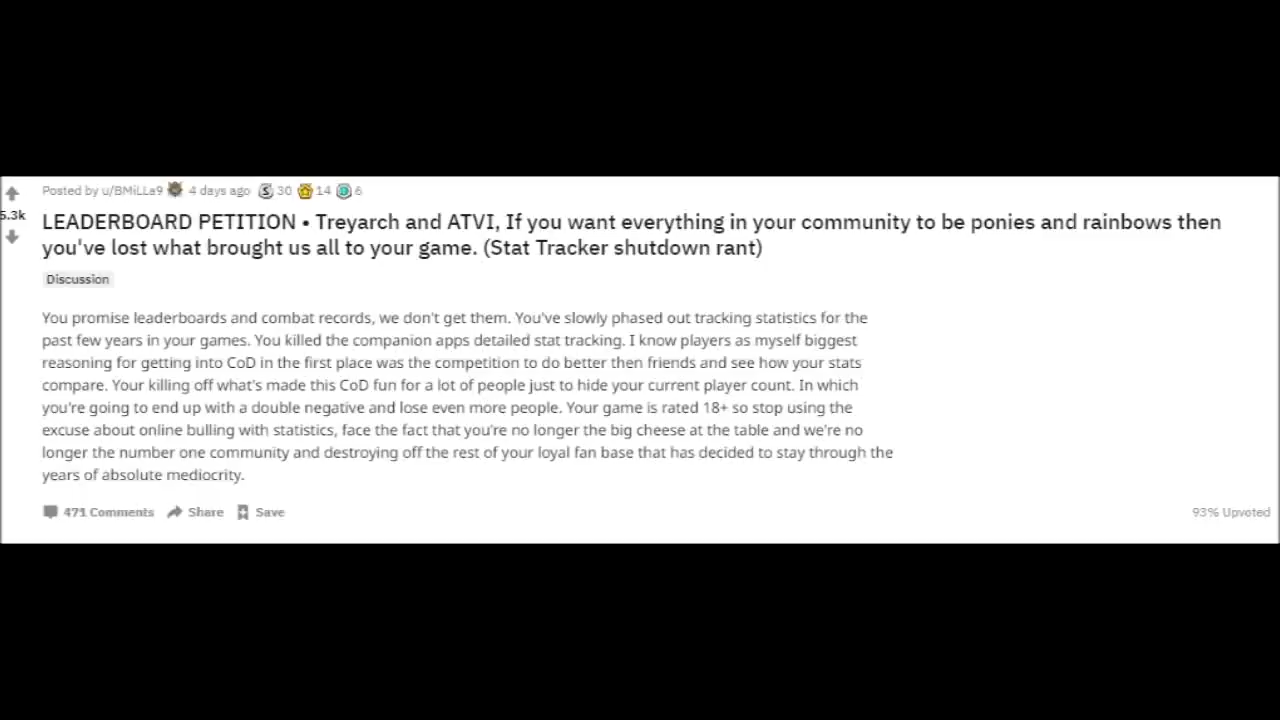 Posted by u/BMiLLa9 4 days ago 30 14 6
5.3k
LEADERBOARD PETITION • Treyarch and ATVI, If you want everything in your community to be ponies and rainbows then
you've lost what brought us all to your game. (Stat Tracker shutdown rant)
Discussion
You promise leaderboards and combat records, we don't get them. You've slowly phased out tracking statistics for the
past few years in your games. You killed the companion apps detailed stat tracking. I know players as myself biggest
reasoning for getting into CoD in the first place was the competition to do better then friends and see how your stats
compare. Your killing off what's made this CoD fun for a lot of people just to hide your current player count. In which
you're going to end up with a double negative and lose even more people. Your game is rated 18+ so stop using the
excuse about online bulling with statistics, face the fact that you're no longer the big cheese at the table and we're no
longer the number one community and destroying off the rest of your loyal fan base that has decided to stay through the
years of absolute mediocrity.
471 Comments Share Save 93% Upvoted